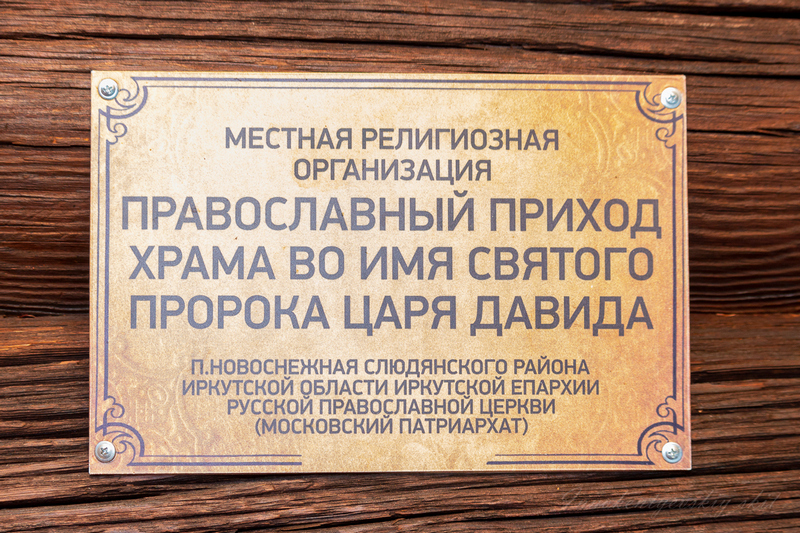 МЕСТНАЯ РЕЛИГИОЗНАЯ
ОРГАНИЗАЦИЯ
ПРАВОСЛАВНЫЙ ПРИХОД
ХРАМА ВО ИМЯ СВЯТОГО
ПРОРОКА ЦАРЯ ДАВИДА
П.НОВОСНЕЖНАЯ СЛЮДЯНСКОГО РАЙОНА
ИРКУТСКОЙ ОБЛАСТИ ИРКУТСКОЙ ЕПАРХИИ
РУССКОЙ ПРАВОСЛАВНОЙ ЦЕРКВИ
(МОСКОВСКИЙ ПАТРИАРХАТ)